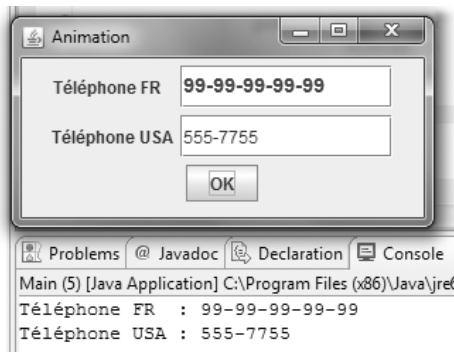 Animation
Téléphone FR 99-99-99-99-99
Téléphone USA 555-7755
OK
Problems @ Javadoc Declaration Console
Main (5) [Java Application] C:\Program Files (x86)\Java\jre6
Téléphone FR : 99-99-99-99-99
Téléphone USA : 555-7755